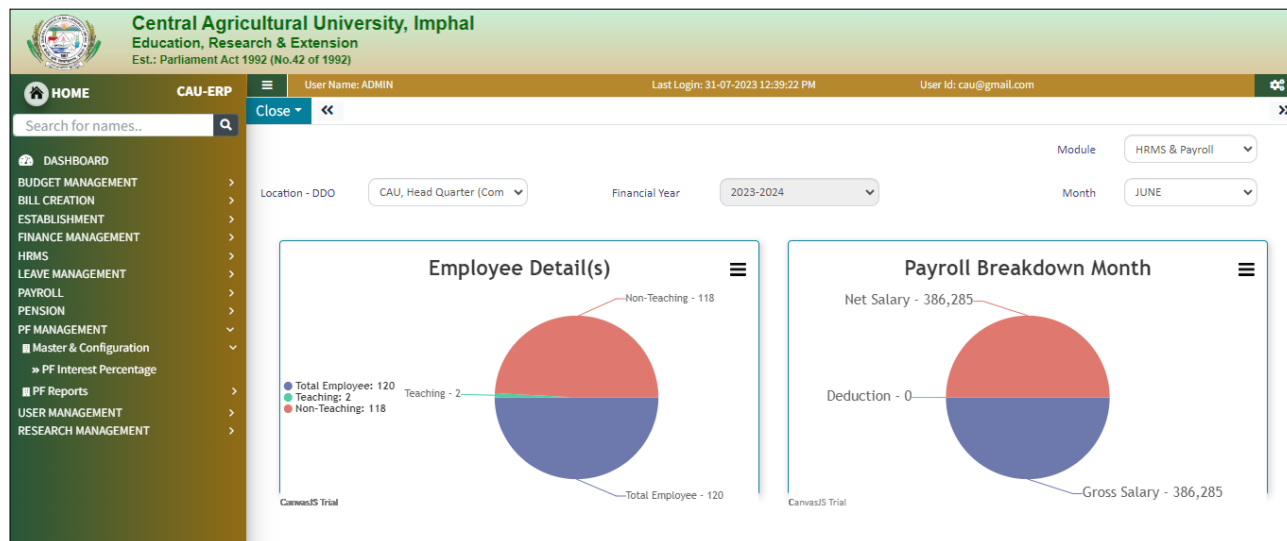 Central Agricultural University, Imphal
Education, Research & Extension
Est.: Parliament Act 1992 (No.42 of 1992)
HOME CAU-ERP
User Name: ADMIN Last Login: 31-07-2023 12:39:22 PM User Id: cau@gmail.com
Close
Search for names..
DASHBOARD
BUDGET MANAGEMENT
BILL CREATION
ESTABLISHMENT
FINANCE MANAGEMENT
HRMS
LEAVE MANAGEMENT
PAYROLL
PENSION
PF MANAGEMENT
Master & Configuration
» PF Interest Percentage
PF Reports
USER MANAGEMENT
RESEARCH MANAGEMENT
Module HRMS & Payroll
Location - DDO CAU, Head Quarter (Com Financial Year 2023-2024 Month JUNE
Employee Detail(s)
Non-Teaching - 118
Total Employee: 120
Teaching: 2
Non-Teaching: 118
Teaching - 2
Total Employee - 120
CanvasJS Trial
Payroll Breakdown Month
Net Salary - 386,285
Deduction - 0
Gross Salary - 386,285
CanvasJS Trial